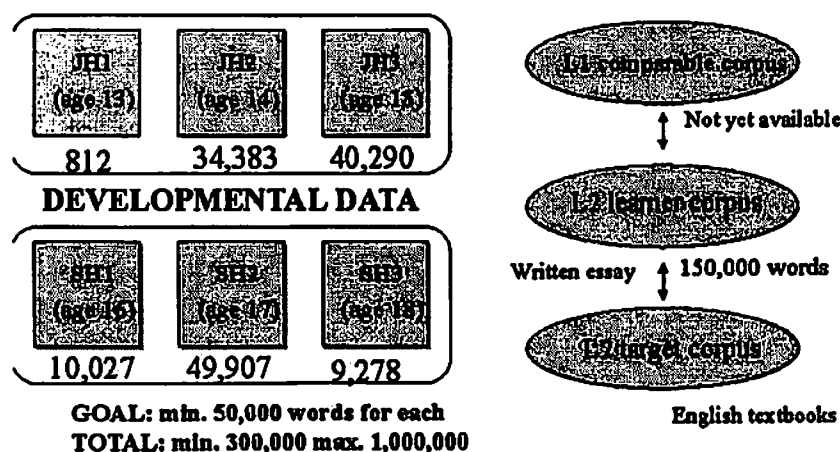 JH1 JH2 JH3
(age 13) (age 14) (age 15)
812 34,383 40,290
DEVELOPMENTAL DATA
SH1 SH2 SH3
(age 16) (age 17) (age 18)
10,027 49,907 9,278
GOAL: min. 50,000 words for each
TOTAL: min. 300,000 max. 1,000,000
L1 comparable corpus
Not yet available
L2 learner corpus
Written essay 150,000 words
L2 target corpus
English textbooks